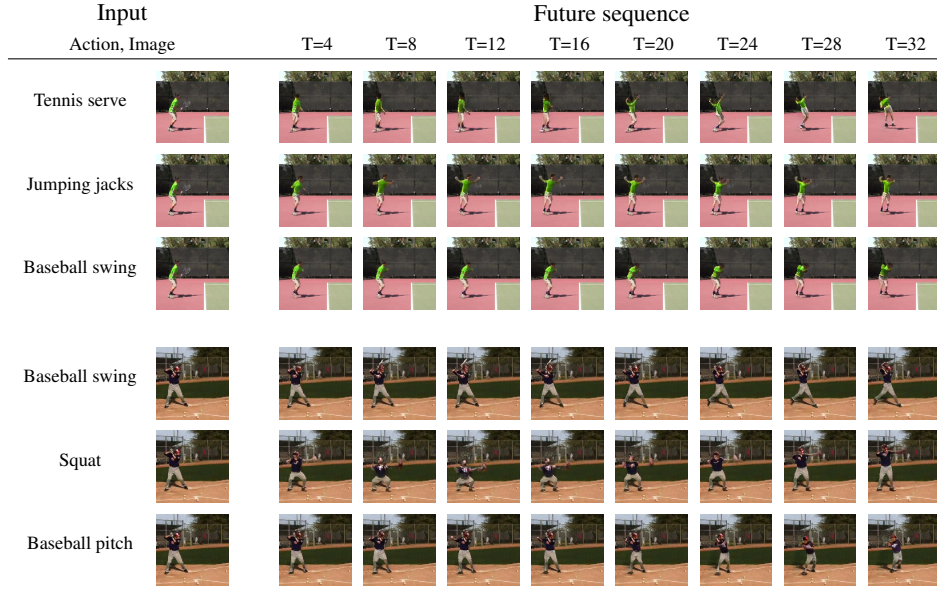 Input
Future sequence
Action, Image
T=4 T=8 T=12 T=16 T=20 T=24 T=28 T=32
Tennis serve
Jumping jacks
Baseball swing
Baseball swing
Squat
Baseball pitch